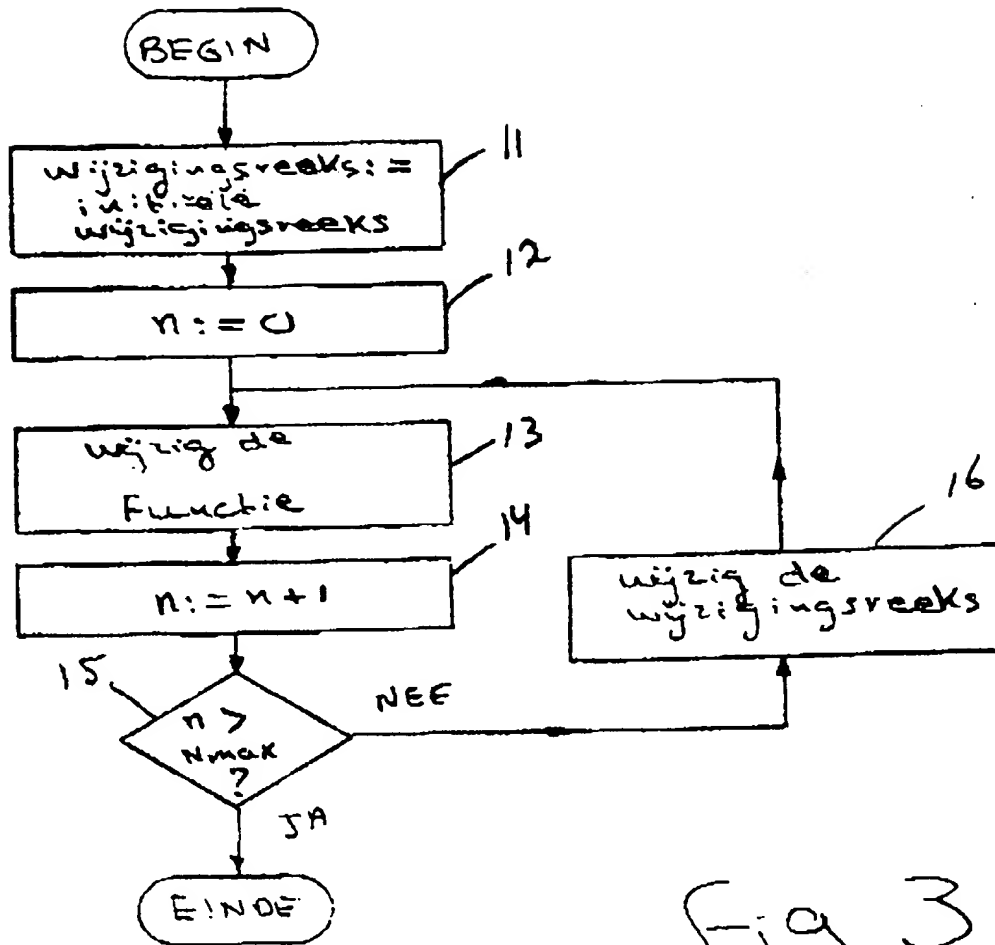 BEGIN
11
wijzigingsreeks:=
initiële
wijzigingsreeks
12
n:=0
wijzig de
Functie
13
14
n:=n+1
16
wijzig de
wijzigingsreeks
15
n >
Nmax
?
NEE
JA
EINDE
Fig 3